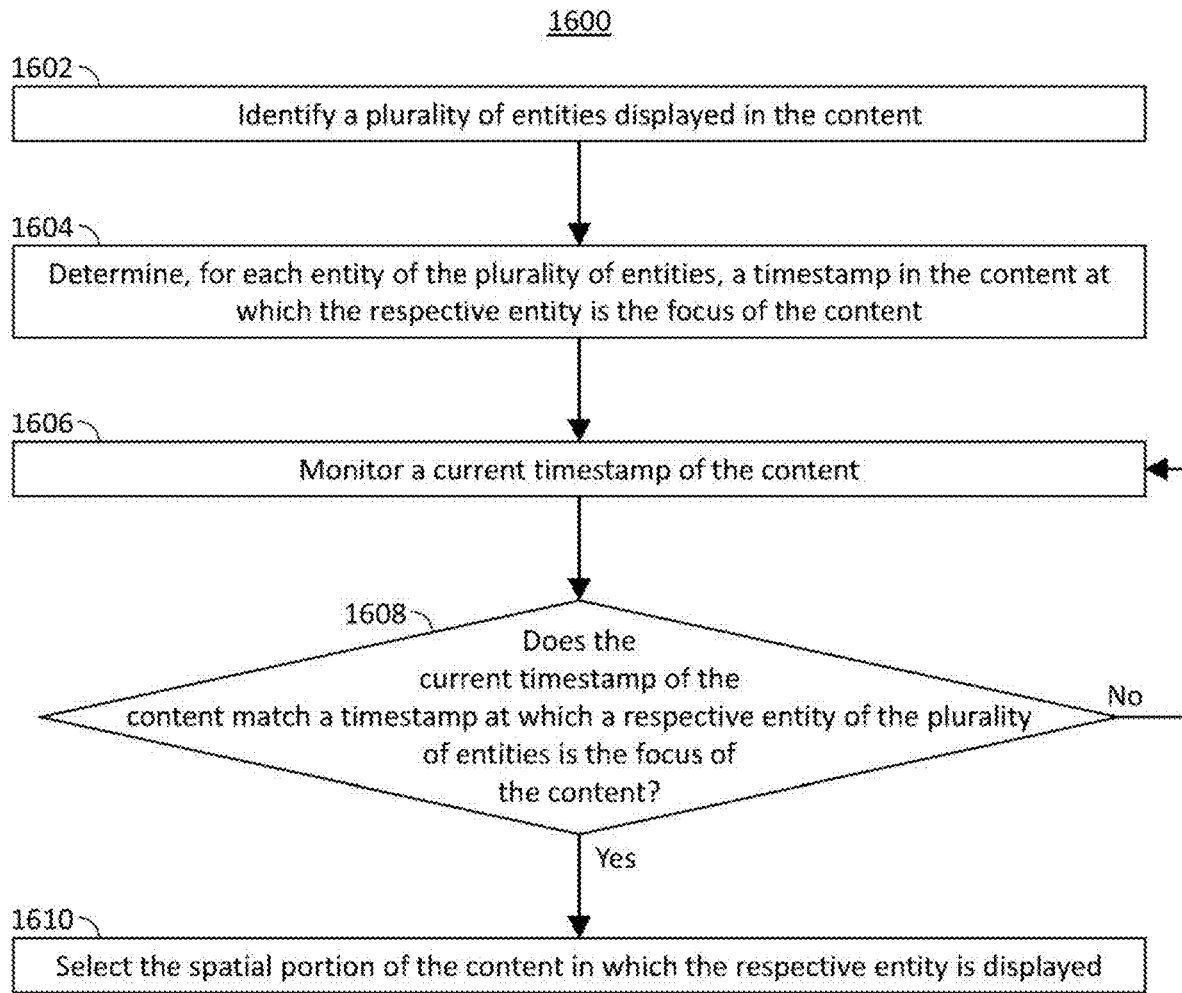 1600
1602
Identify a plurality of entities displayed in the content
1604
Determine, for each entity of the plurality of entities, a timestamp in the content at
which the respective entity is the focus of the content
1606
Monitor a current timestamp of the content
1608
Does the
current timestamp of the
content match a timestamp at which a respective entity of the plurality
of entities is the focus of
the content?
No
Yes
1610
Select the spatial portion of the content in which the respective entity is displayed